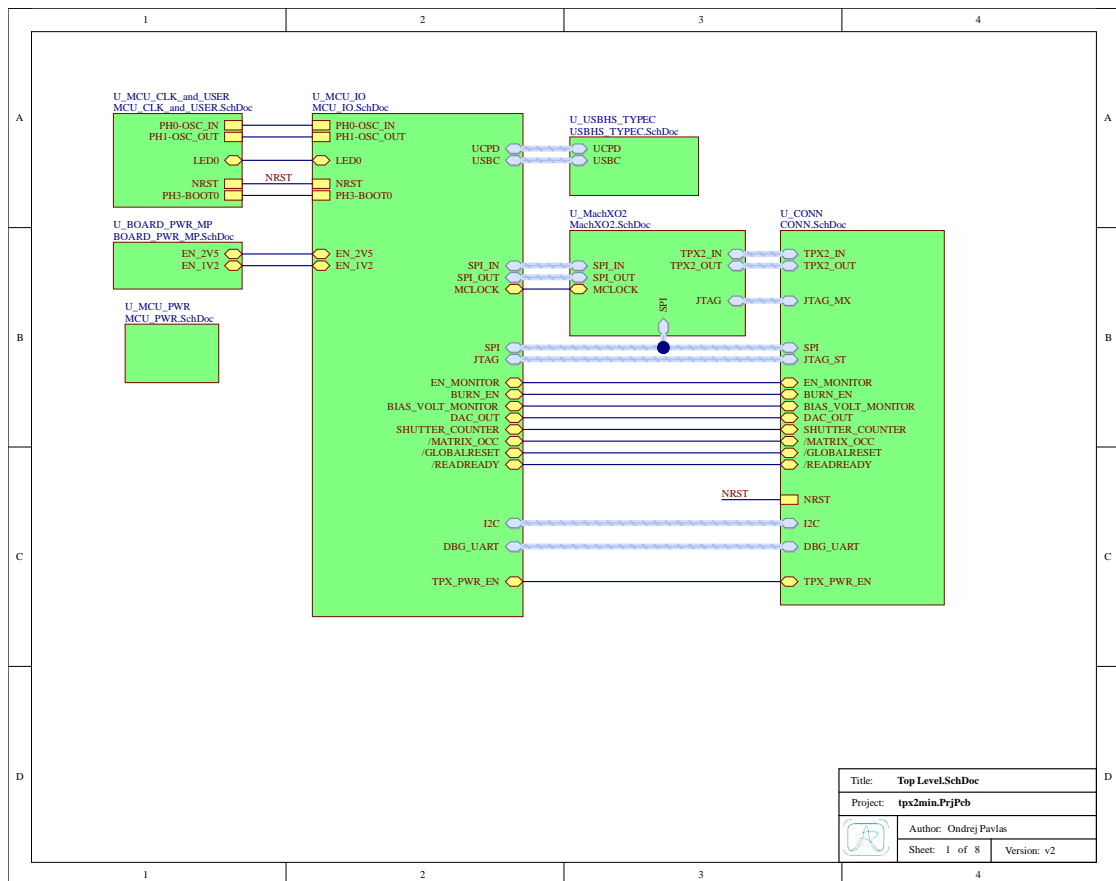 1 2 3 4
A A
U_MCU_CLK_and_USER
MCU_CLK_and_USER.SchDoc
PH0-OSC_IN
PH1-OSC_OUT
LED0
NRST
PH3-BOOT0
NRST
U_BOARD_PWR_MP
BOARD_PWR_MP.SchDoc
EN_2V5
EN_1V2
U_MCU_PWR
MCU_PWR.SchDoc
U_MCU_IO
MCU_IO.SchDoc
PH0-OSC_IN
PH1-OSC_OUT
LED0
NRST
PH3-BOOT0
EN_2V5
EN_1V2
UCPD
USBC
SPI_IN
SPI_OUT
MCLOCK
SPI
JTAG
EN_MONITOR
BURN_EN
BIAS_VOLT_MONITOR
DAC_OUT
SHUTTER_COUNTER
/MATRIX_OCC
/GLOBALRESET
/READREADY
I2C
DBG_UART
TPX_PWR_EN
U_USBHS_TYPEC
USBHS_TYPEC.SchDoc
UCPD
USBC
U_MachXO2
MachXO2.SchDoc
SPI_IN
SPI_OUT
MCLOCK
SPI
TPX2_IN
TPX2_OUT
JTAG
U_CONN
CONN.SchDoc
TPX2_IN
TPX2_OUT
JTAG_MX
SPI
JTAG_ST
EN_MONITOR
BURN_EN
BIAS_VOLT_MONITOR
DAC_OUT
SHUTTER_COUNTER
/MATRIX_OCC
/GLOBALRESET
/READREADY
NRST
NRST
I2C
DBG_UART
TPX_PWR_EN
B B
C C
D D
Title: Top Level.SchDoc
Project: tpx2min.PrjPcb
Author: Ondrej Pavlas
Sheet: 1 of 8 Version: v2
1 2 3 4